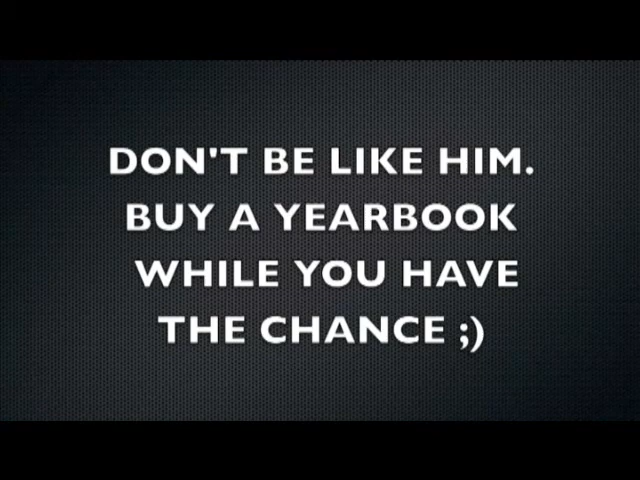 DON'T BE LIKE HIM.
BUY A YEARBOOK
WHILE YOU HAVE
THE CHANCE ;)